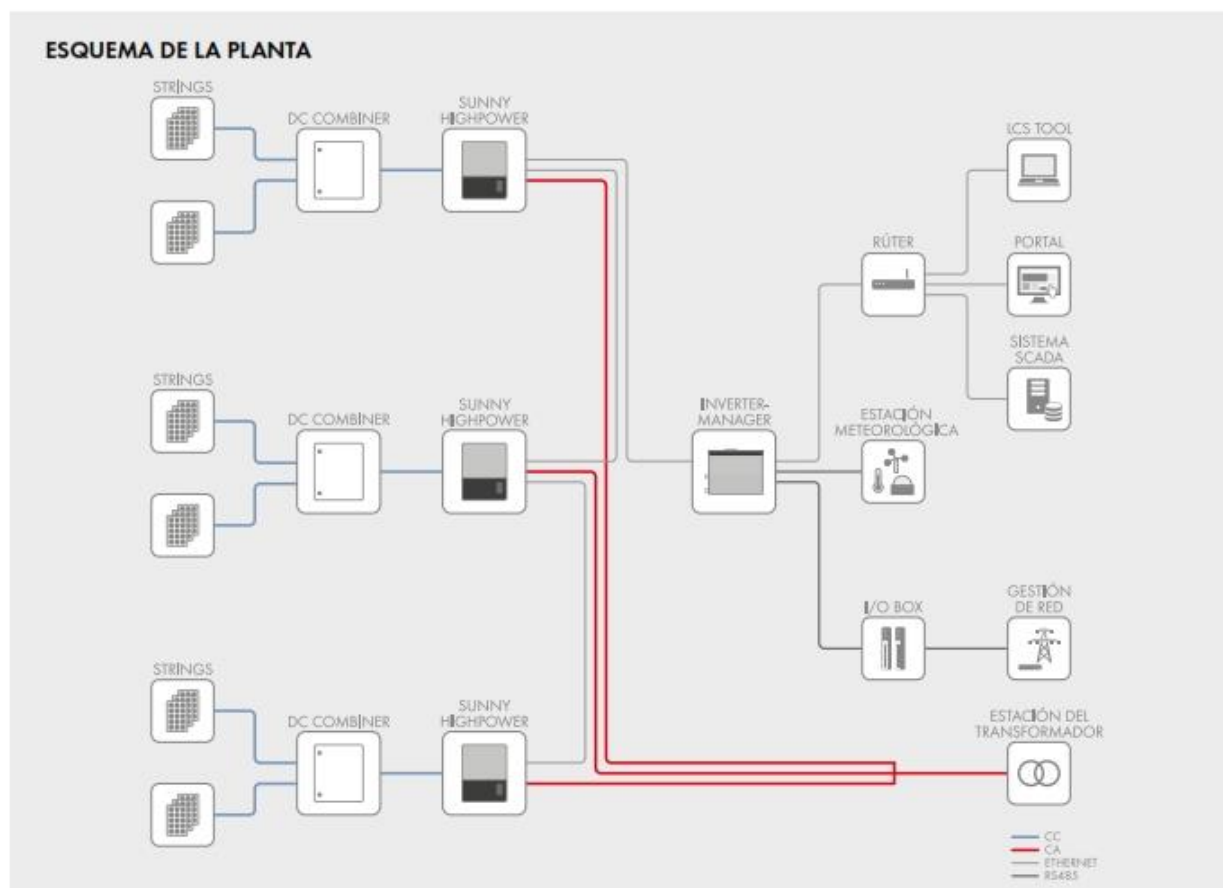 ESQUEMA DE LA PLANTA
STRINGS
DC COMBINER
SUNNY
HIGHPOWER
LCS TOOL
RÚTER
PORTAL
SISTEMA
SCADA
STRINGS
DC COMBINER
SUNNY
HIGHPOWER
INVERTER-
MANAGER
ESTACIÓN
METEOROLÓGICA
I/O BOX
GESTIÓN
DE RED
STRINGS
DC COMBINER
SUNNY
HIGHPOWER
ESTACIÓN DEL
TRANSFORMADOR
CC
CA
ETHERNET
RS485